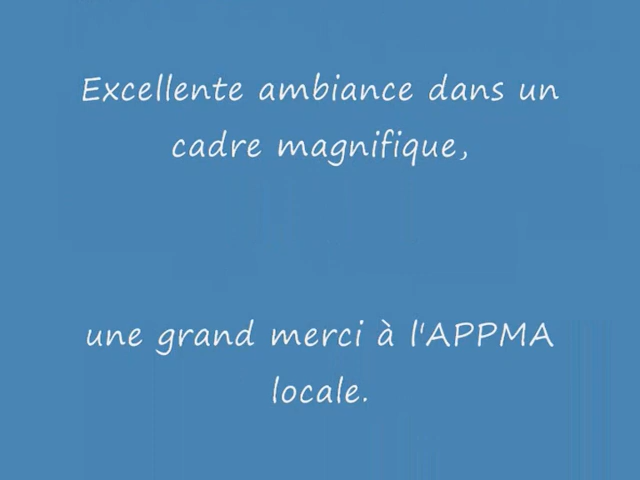 Excellente ambiance dans un
cadre magnifique,
une grand merci à l'APPMA
locale.